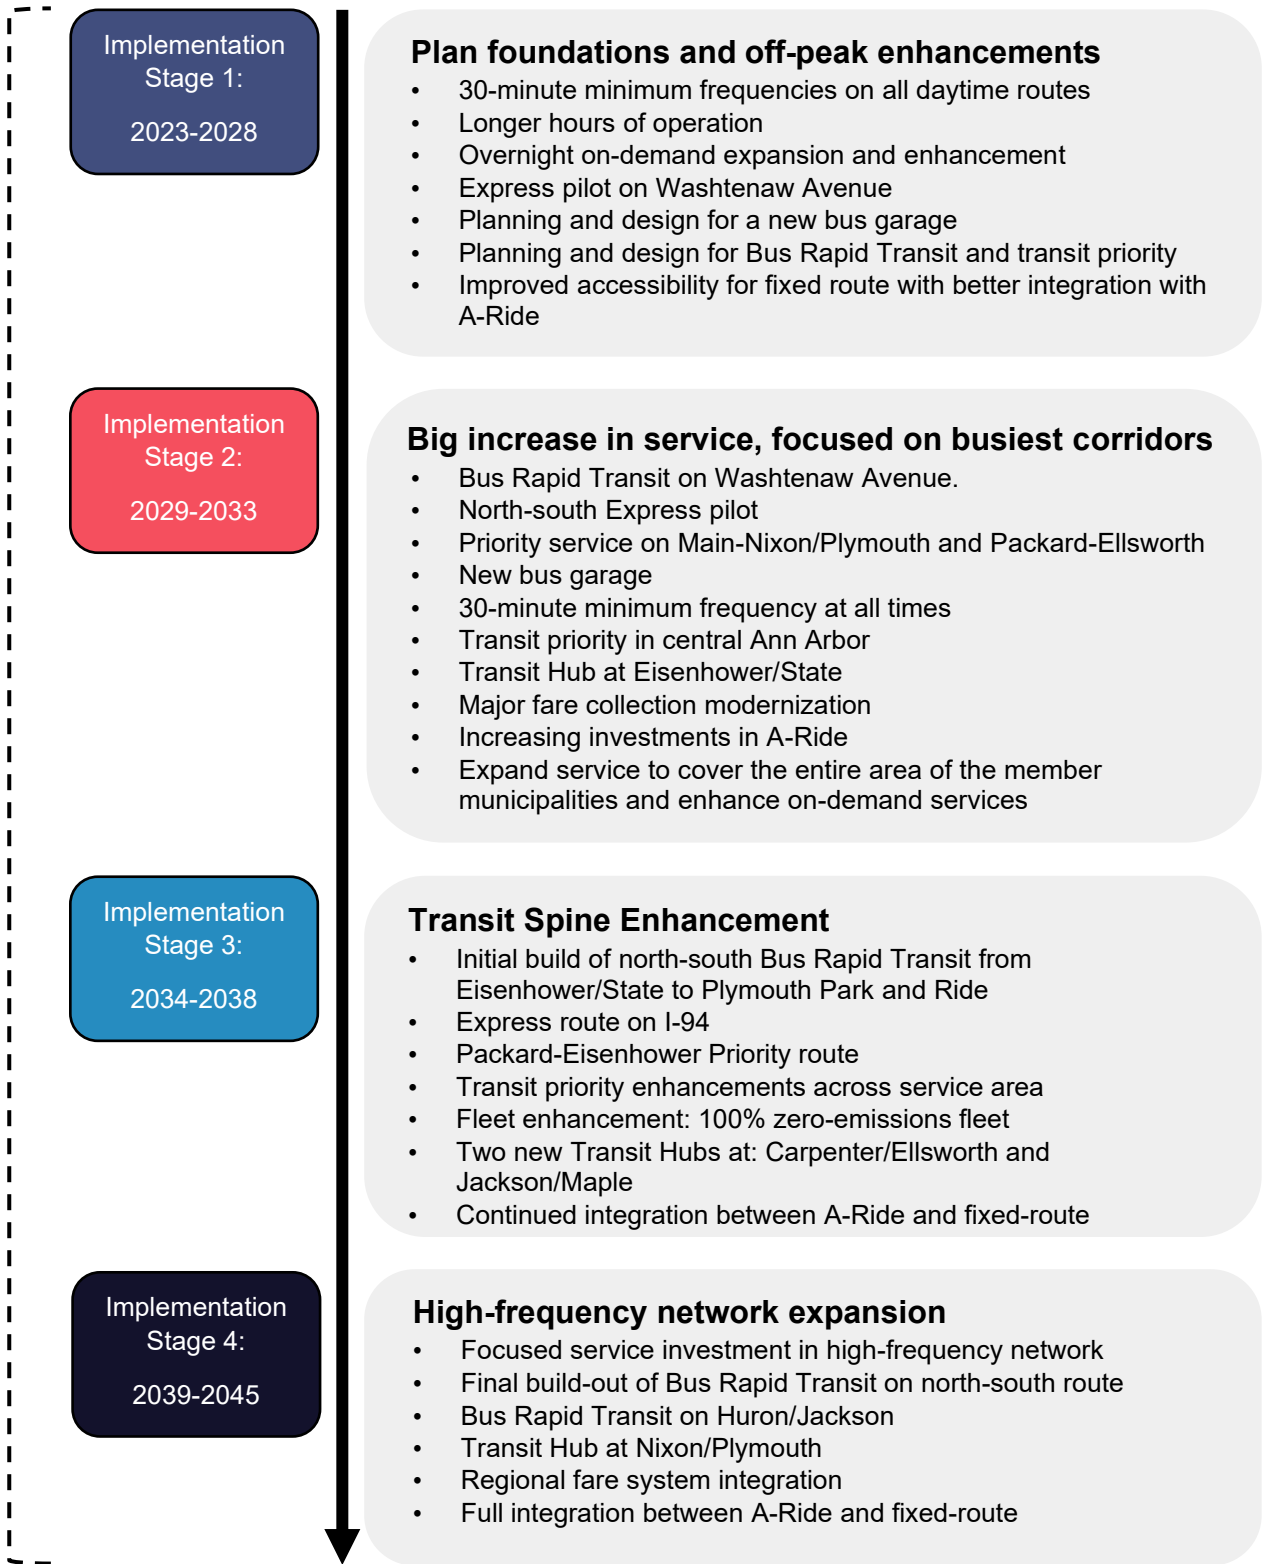 Implementation
Stage 1:
2023-2028
Plan foundations and off-peak enhancements
• 30-minute minimum frequencies on all daytime routes
• Longer hours of operation
• Overnight on-demand expansion and enhancement
• Express pilot on Washtenaw Avenue
• Planning and design for a new bus garage
• Planning and design for Bus Rapid Transit and transit priority
• Improved accessibility for fixed route with better integration with
A-Ride
Implementation
Stage 2:
2029-2033
Big increase in service, focused on busiest corridors
• Bus Rapid Transit on Washtenaw Avenue.
• North-south Express pilot
• Priority service on Main-Nixon/Plymouth and Packard-Ellsworth
• New bus garage
• 30-minute minimum frequency at all times
• Transit priority in central Ann Arbor
• Transit Hub at Eisenhower/State
• Major fare collection modernization
• Increasing investments in A-Ride
• Expand service to cover the entire area of the member
municipalities and enhance on-demand services
Implementation
Stage 3:
2034-2038
Transit Spine Enhancement
• Initial build of north-south Bus Rapid Transit from
Eisenhower/State to Plymouth Park and Ride
• Express route on I-94
• Packard-Eisenhower Priority route
• Transit priority enhancements across service area
• Fleet enhancement: 100% zero-emissions fleet
• Two new Transit Hubs at: Carpenter/Ellsworth and
Jackson/Maple
• Continued integration between A-Ride and fixed-route
Implementation
Stage 4:
2039-2045
High-frequency network expansion
• Focused service investment in high-frequency network
• Final build-out of Bus Rapid Transit on north-south route
• Bus Rapid Transit on Huron/Jackson
• Transit Hub at Nixon/Plymouth
• Regional fare system integration
• Full integration between A-Ride and fixed-route